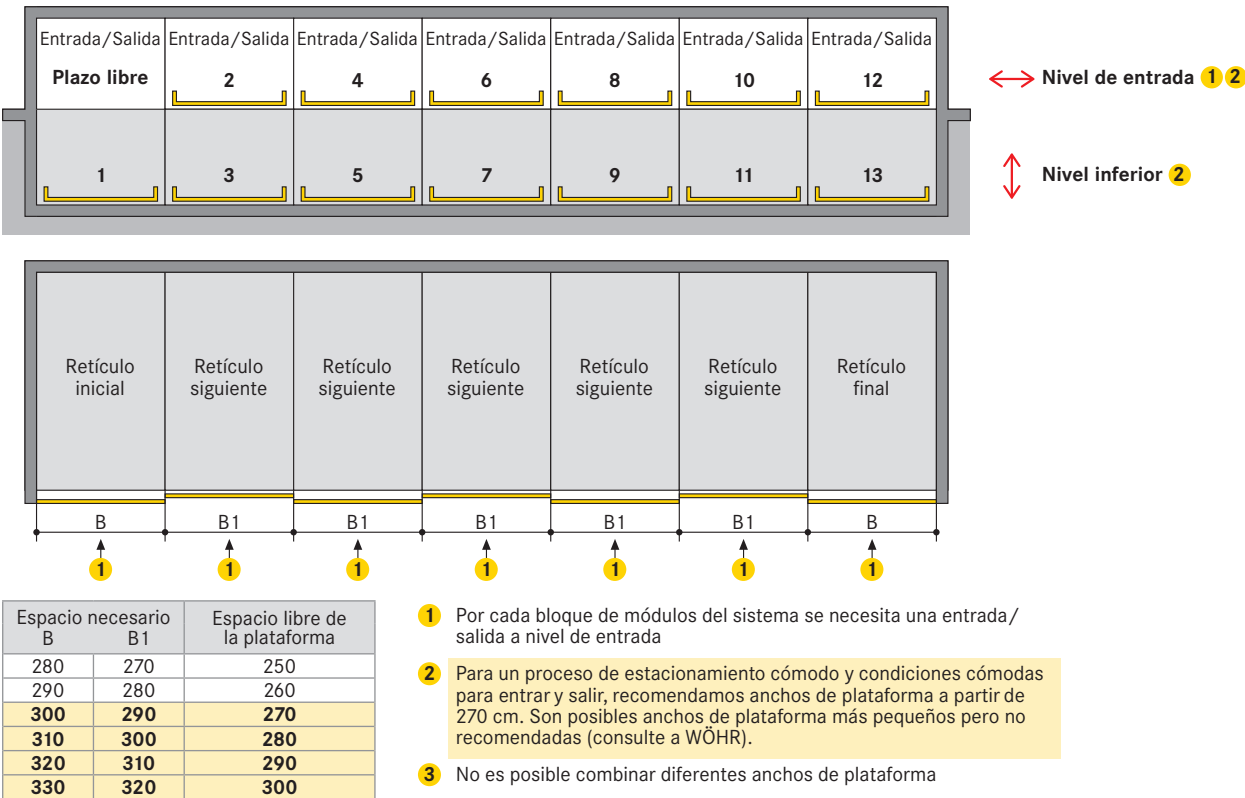 Entrada/Salida Entrada/Salida Entrada/Salida Entrada/Salida Entrada/Salida Entrada/Salida Entrada/Salida
Plazo libre 2 4 6 8 10 12
Nivel de entrada 1 2
1 3 5 7 9 11 13
Nivel inferior 2
Retículo inicial
Retículo siguiente
Retículo siguiente
Retículo siguiente
Retículo siguiente
Retículo siguiente
Retículo final
B B1 B1 B1 B1 B1 B
1 1 1 1 1 1 1
Espacio necesario
B B1
Espacio libre de
la plataforma
280 270 250
290 280 260
300 290 270
310 300 280
320 310 290
330 320 300
1 Por cada bloque de módulos del sistema se necesita una entrada/
salida a nivel de entrada
2 Para un proceso de estacionamiento cómodo y condiciones cómodas
para entrar y salir, recomendamos anchos de plataforma a partir de
270 cm. Son posibles anchos de plataforma más pequeños pero no
recomendadas (consulte a WÖHR).
3 No es posible combinar diferentes anchos de plataforma